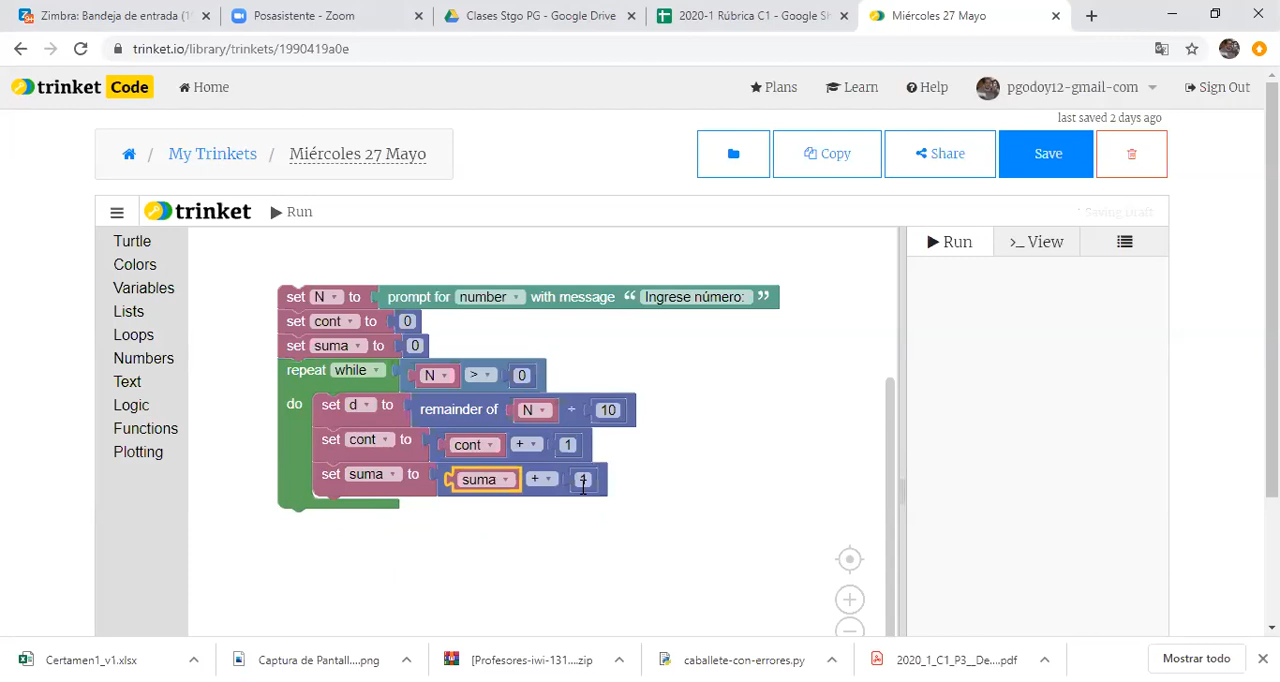 Zimbra: Bandeja de entrada (1
Posasistente - Zoom
Clases Stgo PG - Google Drive
2020-1 Rúbrica C1 - Google Sh
Miércoles 27 Mayo
trinket.io/library/trinkets/1990419a0e
trinket Code Home Plans Learn Help pgodoy12-gmail-com Sign Out
last saved 2 days ago
/ My Trinkets / Miércoles 27 Mayo Copy Share Save
trinket Run Saving Draft
Turtle
Colors
Variables
Lists
Loops
Numbers
Text
Logic
Functions
Plotting
set N to prompt for number with message “ Ingrese número: ”
set cont to 0
set suma to 0
repeat while N > 0
do set d to remainder of N ÷ 10
set cont to cont + 1
set suma to suma + 1
Run >_ View
Certamen1_v1.xlsx
Captura de Pantall....png
[Profesores-iwi-131....zip
caballete-con-errores.py
2020_1_C1_P3__De....pdf
Mostrar todo